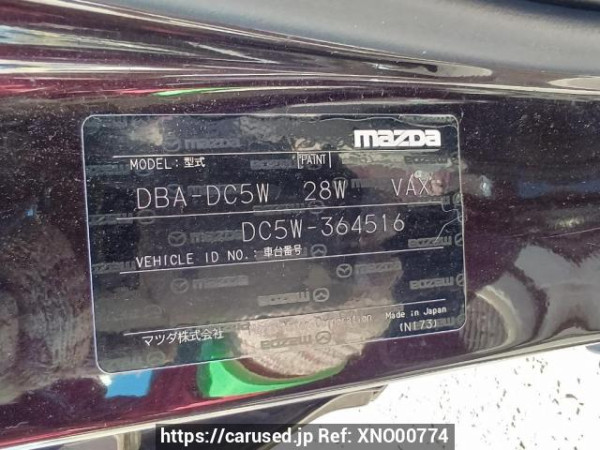 mazda
MODEL: 型式 PAINT
DBA-DC5W 28W VAX
DC5W-364516
VEHICLE ID NO.: 車台番号
マツダ株式会社 Made in Japan
(N173)
https://carused.jp Ref: XNO00774